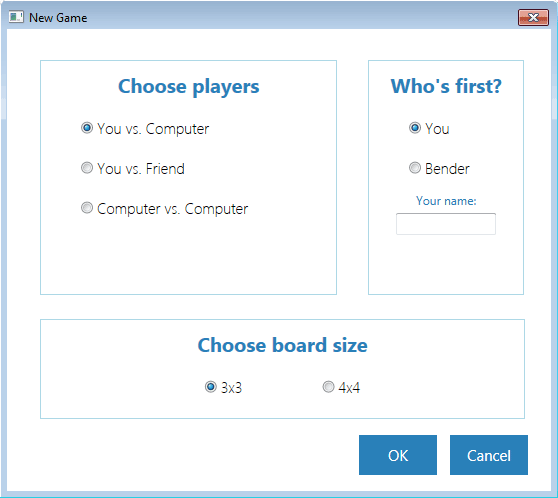 New Game
Choose players
You vs. Computer
You vs. Friend
Computer vs. Computer
Who's first?
You
Bender
Your name:
Choose board size
3x3
4x4
OK
Cancel